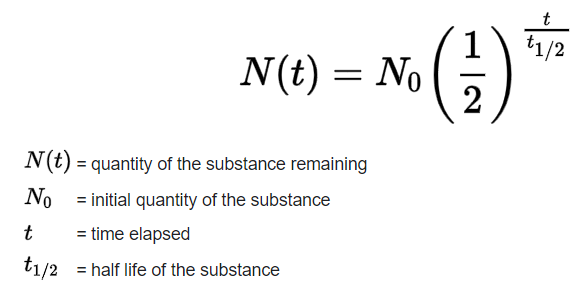 N(t) = N₀ (1/2)^(t/t₁/₂)
N(t) = quantity of the substance remaining
N₀ = initial quantity of the substance
t = time elapsed
t₁/₂ = half life of the substance